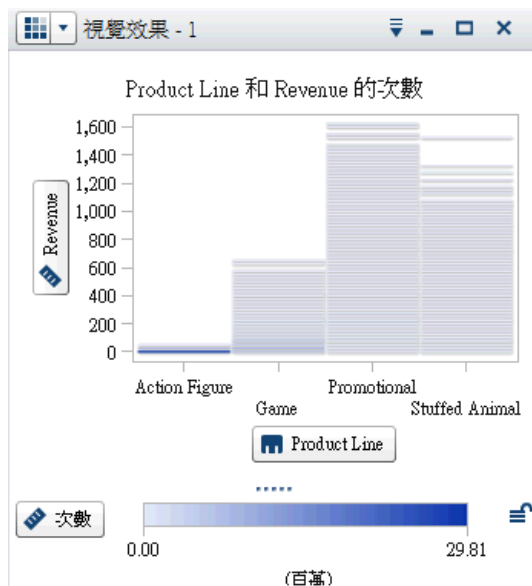 視覺效果 - 1
Product Line 和 Revenue 的次數
1,600
1,400
1,200
1,000
800
600
400
200
0
Revenue
Action Figure
Game
Promotional
Stuffed Animal
Product Line
次數
0.00
29.81
(百萬)